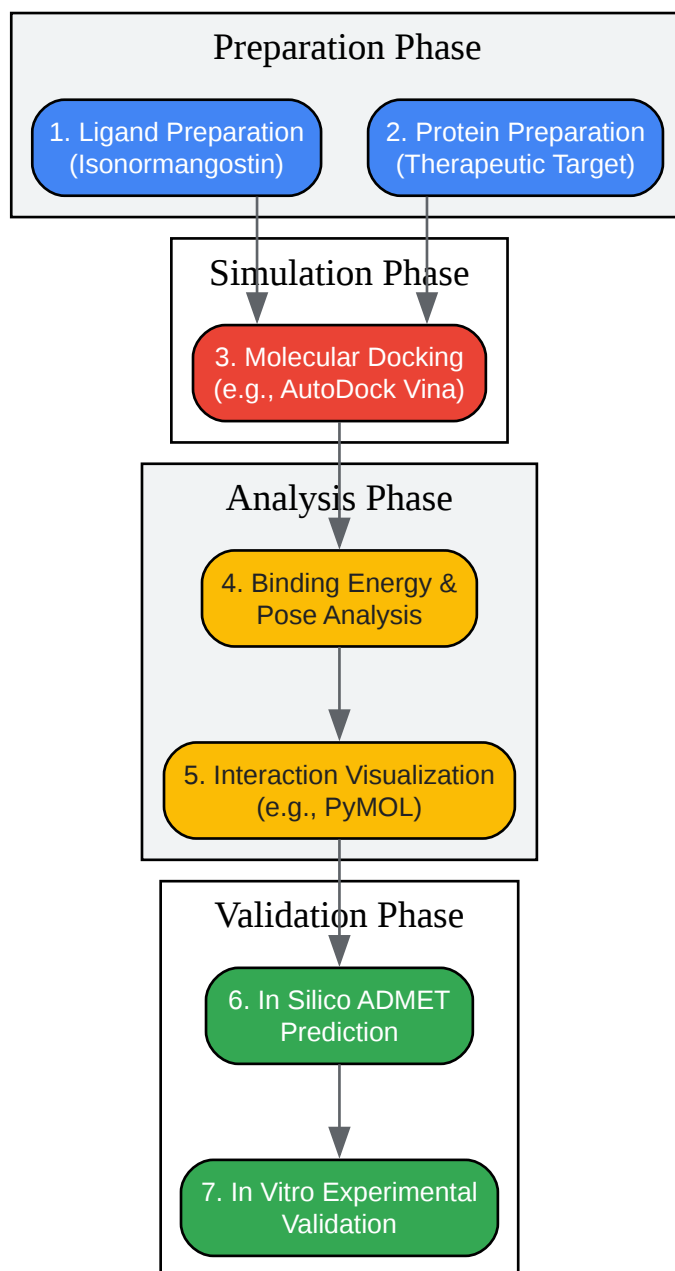 Preparation Phase
1. Ligand Preparation
(Isonormangostin)
2. Protein Preparation
(Therapeutic Target)
Simulation Phase
3. Molecular Docking
(e.g., AutoDock Vina)
Analysis Phase
4. Binding Energy &
Pose Analysis
5. Interaction Visualization
(e.g., PyMOL)
Validation Phase
6. In Silico ADMET
Prediction
7. In Vitro Experimental
Validation